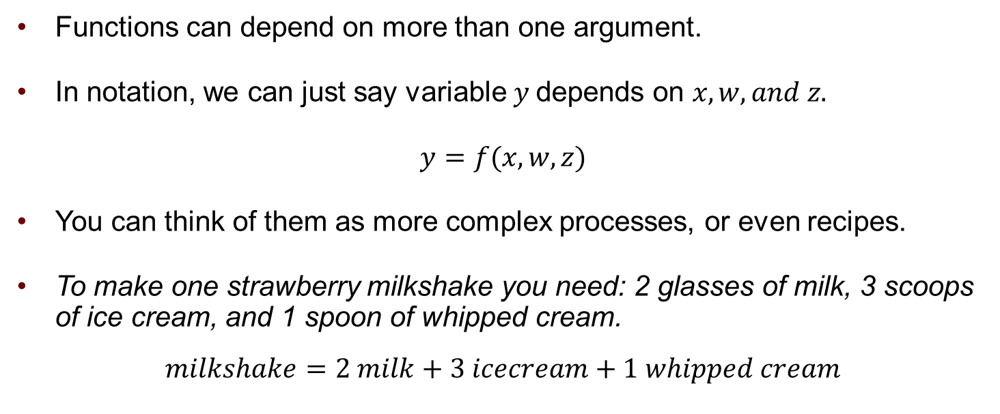 • Functions can depend on more than one argument.
• In notation, we can just say variable y depends on x, w, and z.
y = f(x, w, z)
• You can think of them as more complex processes, or even recipes.
• To make one strawberry milkshake you need: 2 glasses of milk, 3 scoops
of ice cream, and 1 spoon of whipped cream.
milkshake = 2 milk + 3 icecream + 1 whipped cream